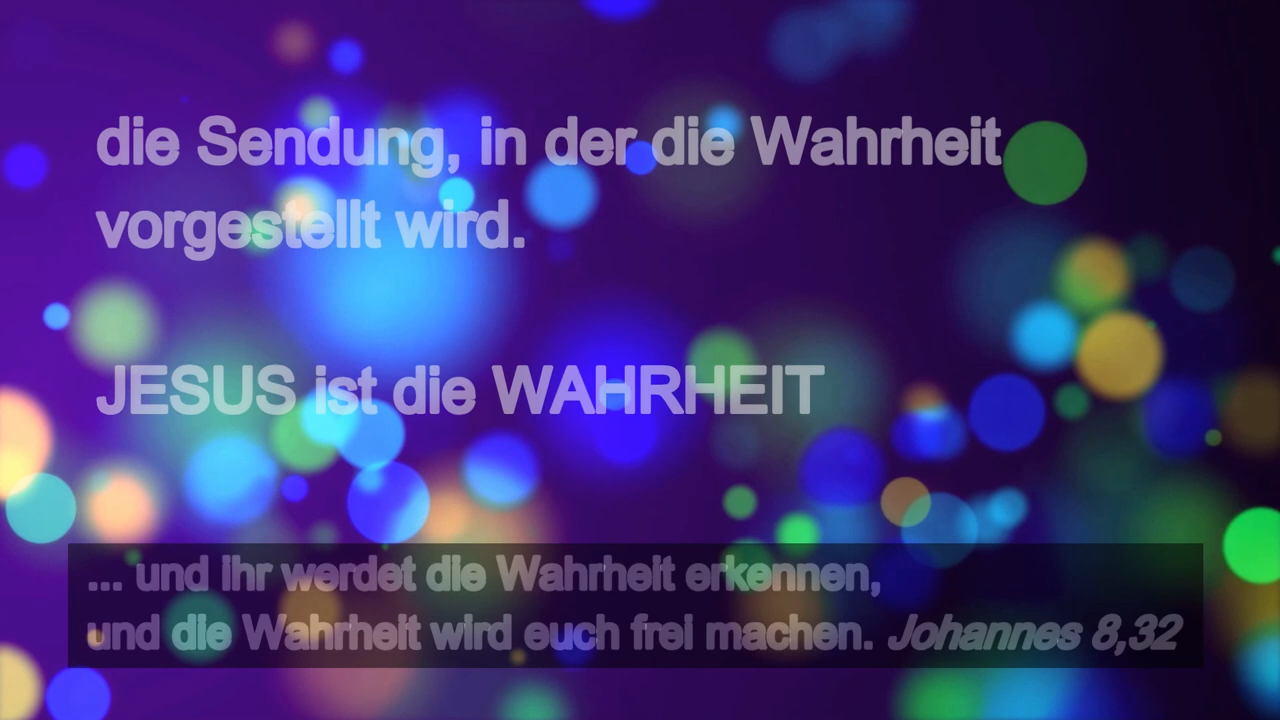 die Sendung, in der die Wahrheit
vorgestellt wird.
JESUS ist die WAHRHEIT
... und ihr werdet die Wahrheit erkennen,
und die Wahrheit wird euch frei machen. Johannes 8,32